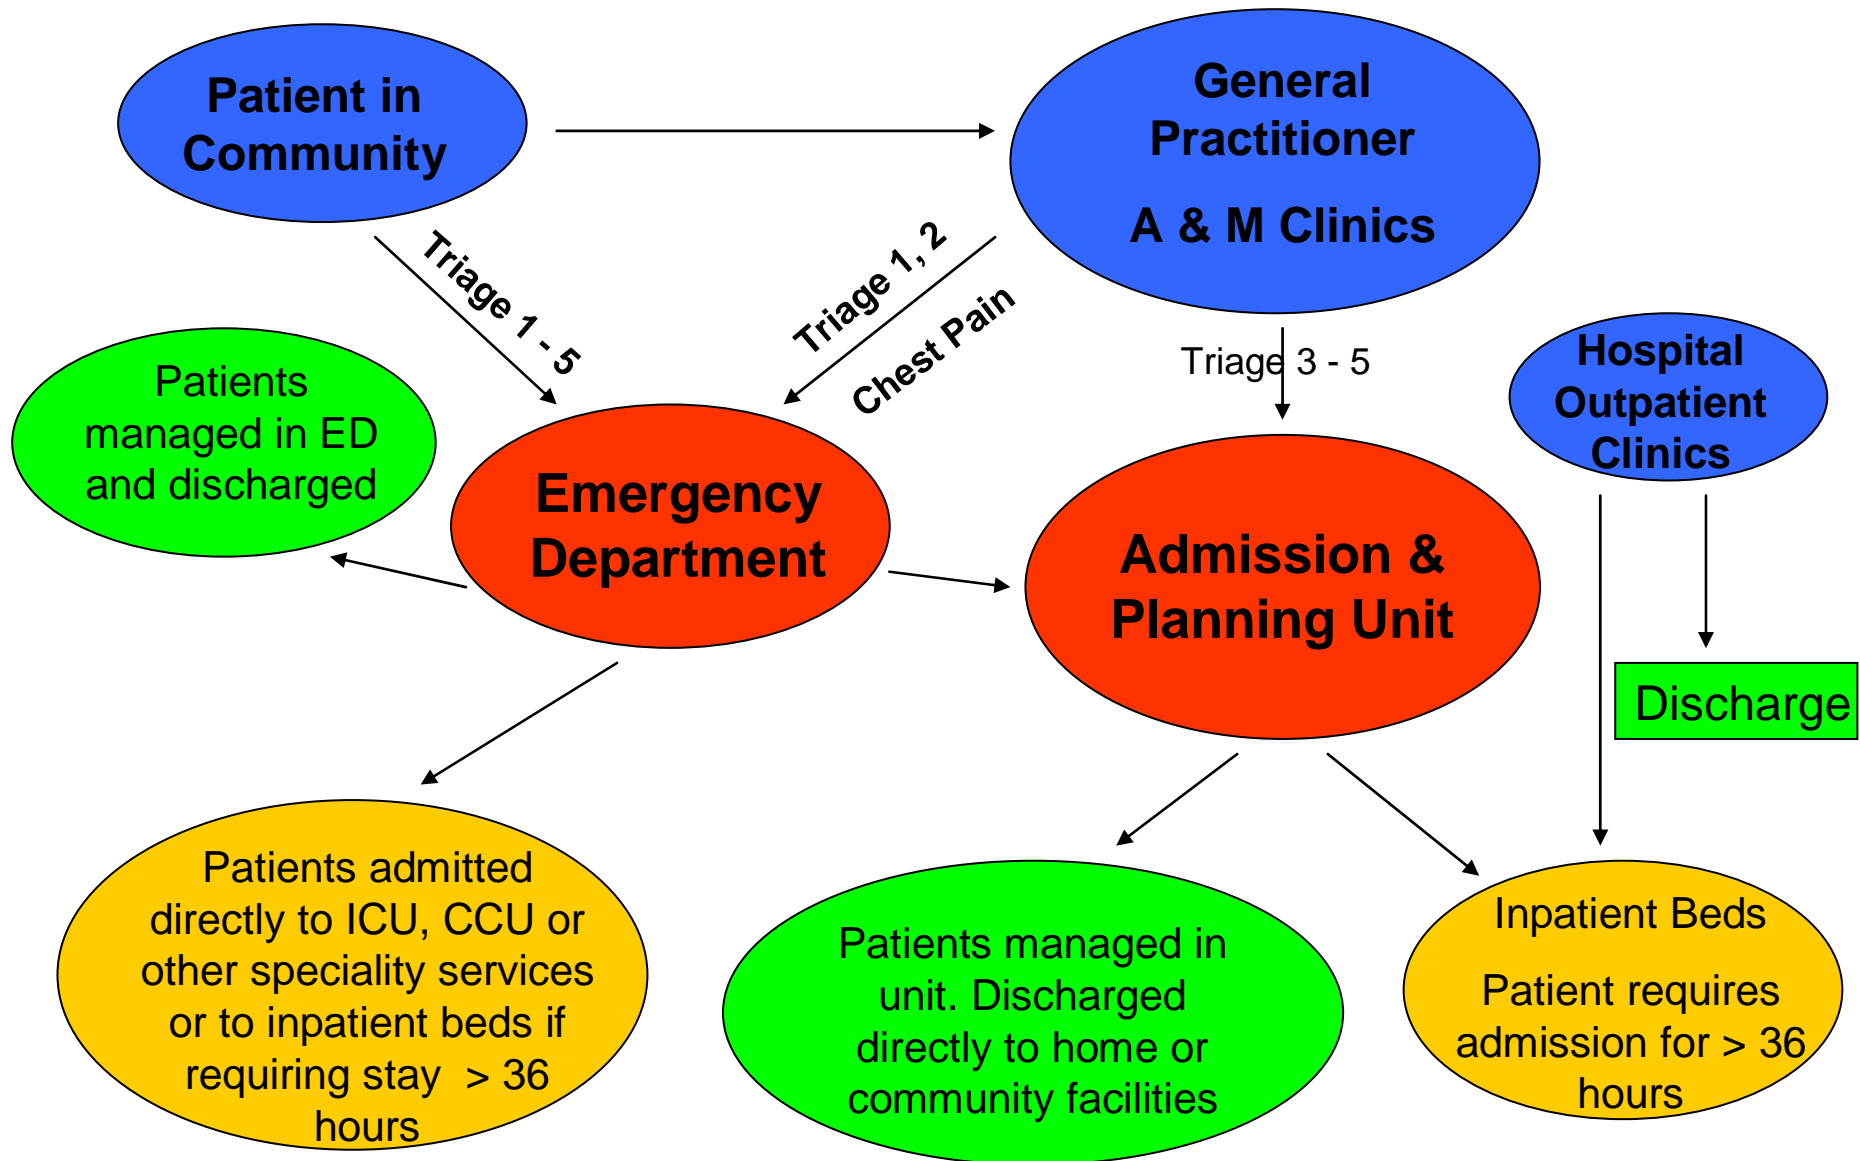 Patient in
Community
General
Practitioner
A & M Clinics
Triage 1 - 5
Triage 1, 2
Chest Pain
Triage 3 - 5
Hospital
Outpatient
Clinics
Patients
managed in ED
and discharged
Emergency
Department
Admission &
Planning Unit
Discharge
Patients admitted
directly to ICU, CCU or
other speciality services
or to inpatient beds if
requiring stay > 36
hours
Patients managed in
unit. Discharged
directly to home or
community facilities
Inpatient Beds
Patient requires
admission for > 36
hours